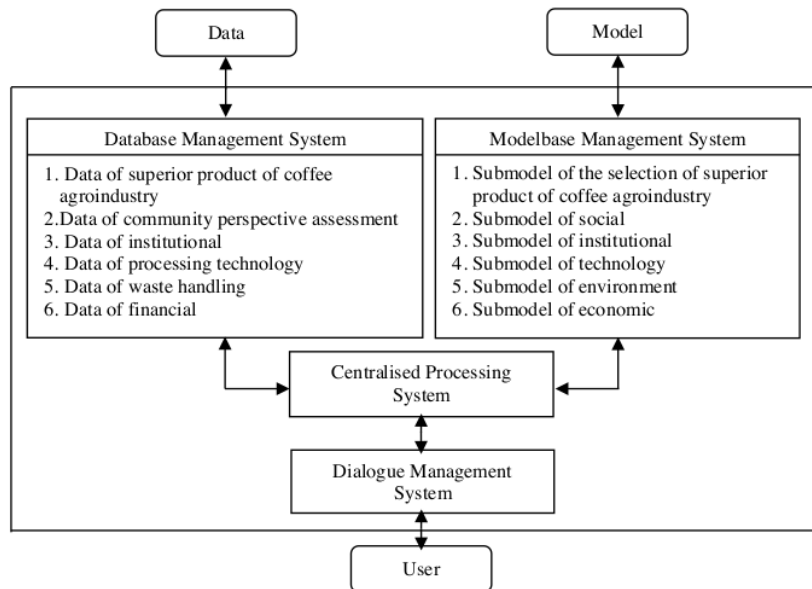 Data
Model
Database Management System
1. Data of superior product of coffee
agroindustry
2.Data of community perspective assessment
3. Data of institutional
4. Data of processing technology
5. Data of waste handling
6. Data of financial
Modelbase Management System
1. Submodel of the selection of superior
product of coffee agroindustry
2. Submodel of social
3. Submodel of institutional
4. Submodel of technology
5. Submodel of environment
6. Submodel of economic
Centralised Processing
System
Dialogue Management
System
User